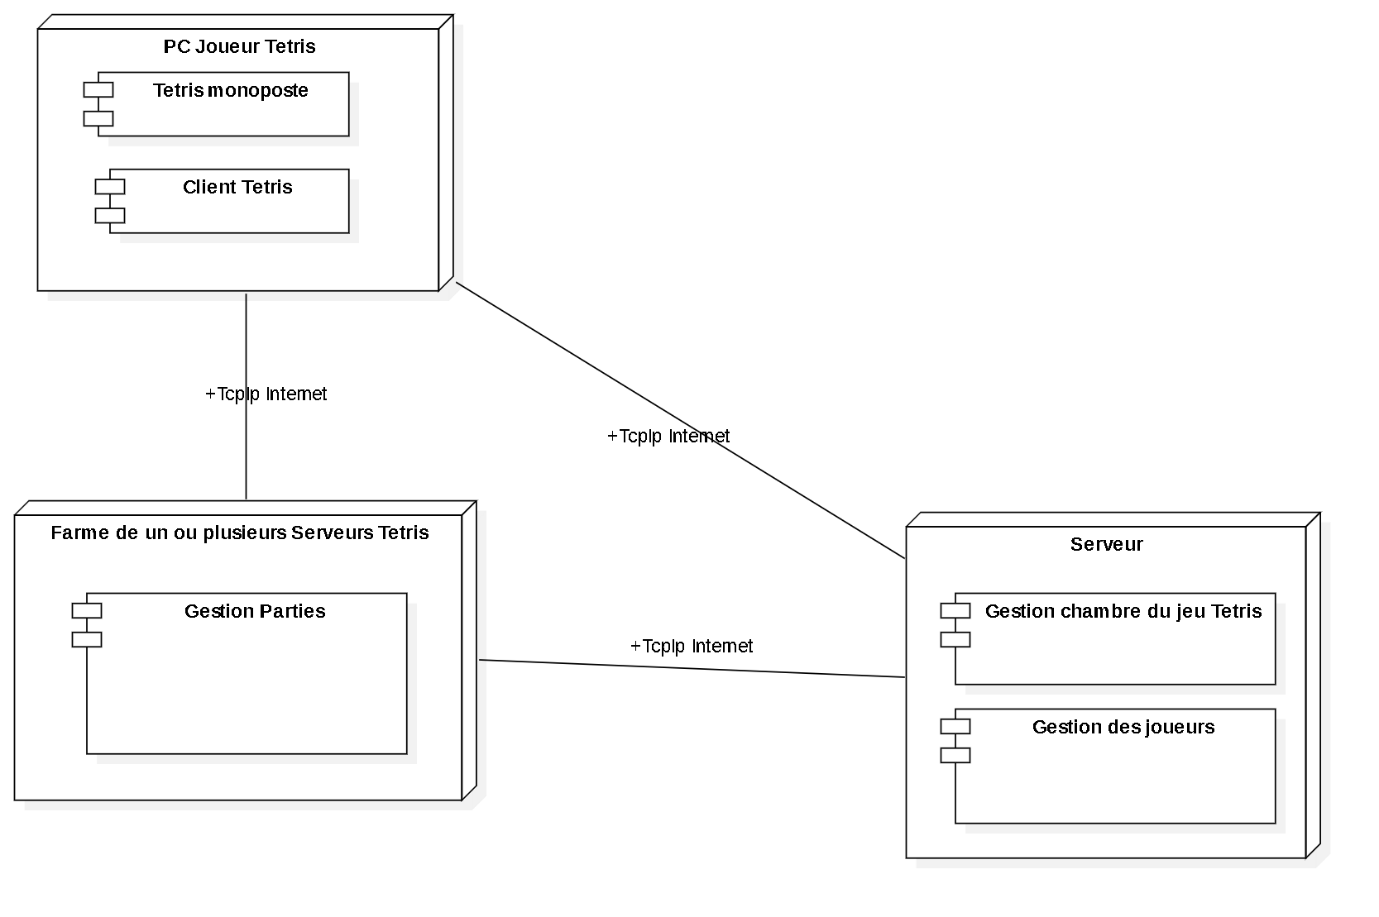 PC Joueur Tetris
Tetris monoposte
Client Tetris
+TcpIp Internet
+TcpIp Internet
Farme de un ou plusieurs Serveurs Tetris
Gestion Parties
+TcpIp Internet
Serveur
Gestion chambre du jeu Tetris
Gestion des joueurs